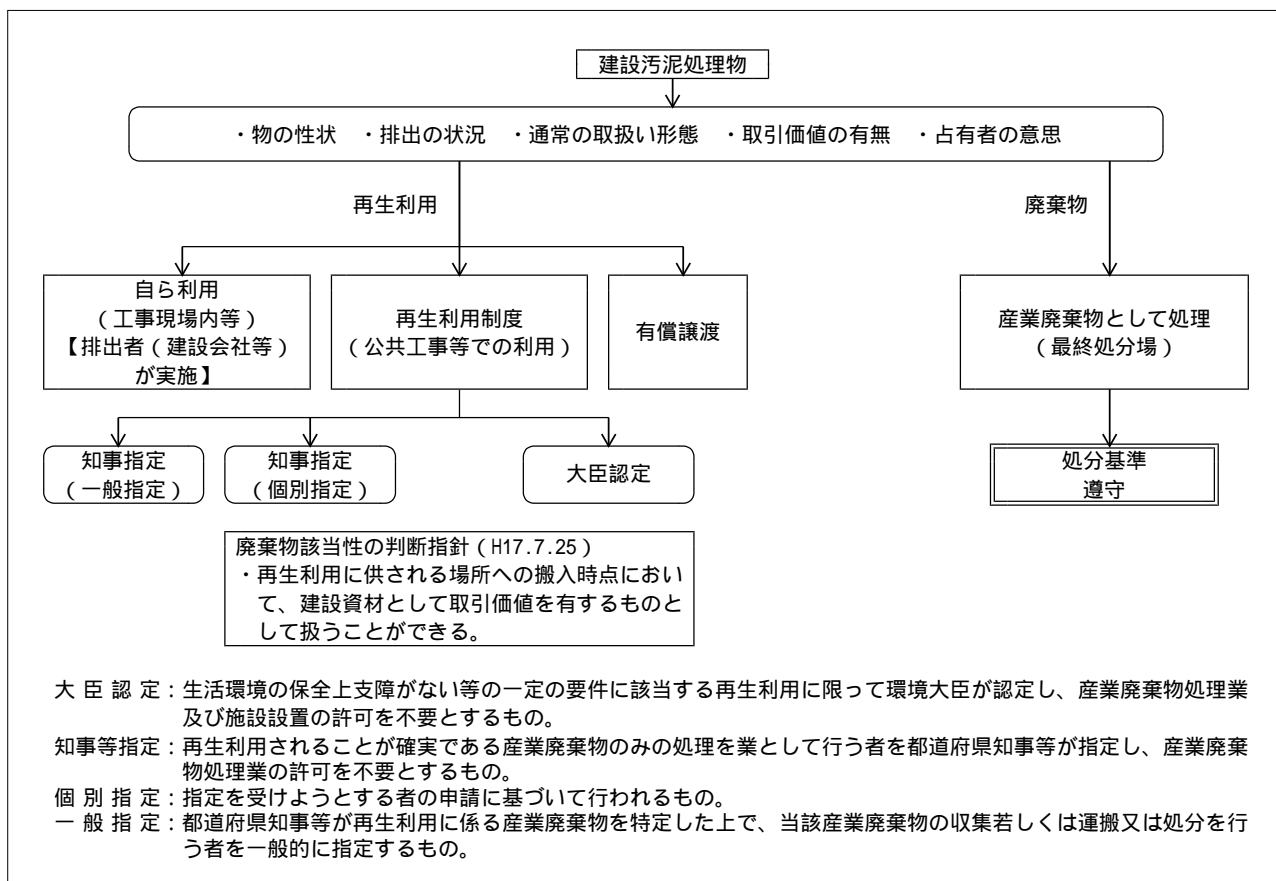 建設汚泥処理物
・物の性状　・排出の状況　・通常の取扱い形態　・取引価値の有無　・占有者の意思
再生利用
廃棄物
自ら利用
（工事現場内等）
【排出者（建設会社等）
が実施】
再生利用制度
（公共工事等での利用）
有償譲渡
産業廃棄物として処理
（最終処分場）
知事指定
（一般指定）
知事指定
（個別指定）
大臣認定
処分基準
遵守
廃棄物該当性の判断指針（H17.7.25）
・再生利用に供される場所への搬入時点におい
て、建設資材として取引価値を有するものと
して扱うことができる。
大 臣 認 定：生活環境の保全上支障がない等の一定の要件に該当する再生利用に限って環境大臣が認定し、産業廃棄物処理業
及び施設設置の許可を不要とするもの。
知事等指定：再生利用されることが確実である産業廃棄物のみの処理を業として行う者を都道府県知事等が指定し、産業廃棄
物処理業の許可を不要とするもの。
個 別 指 定：指定を受けようとする者の申請に基づいて行われるもの。
一 般 指 定：都道府県知事等が再生利用に係る産業廃棄物を特定した上で、当該産業廃棄物の収集若しくは運搬又は処分を行
う者を一般的に指定するもの。